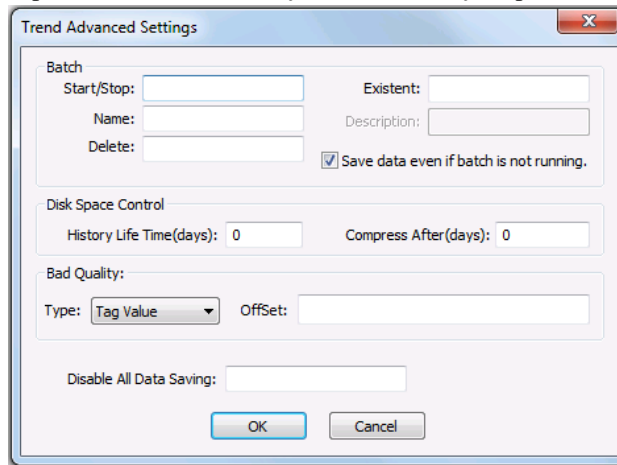 Trend Advanced Settings
Batch
Start/Stop:
Existent:
Name:
Description:
Delete:
Save data even if batch is not running.
Disk Space Control
History Life Time(days): 0
Compress After(days): 0
Bad Quality:
Type: Tag Value
OffSet:
Disable All Data Saving:
OK
Cancel